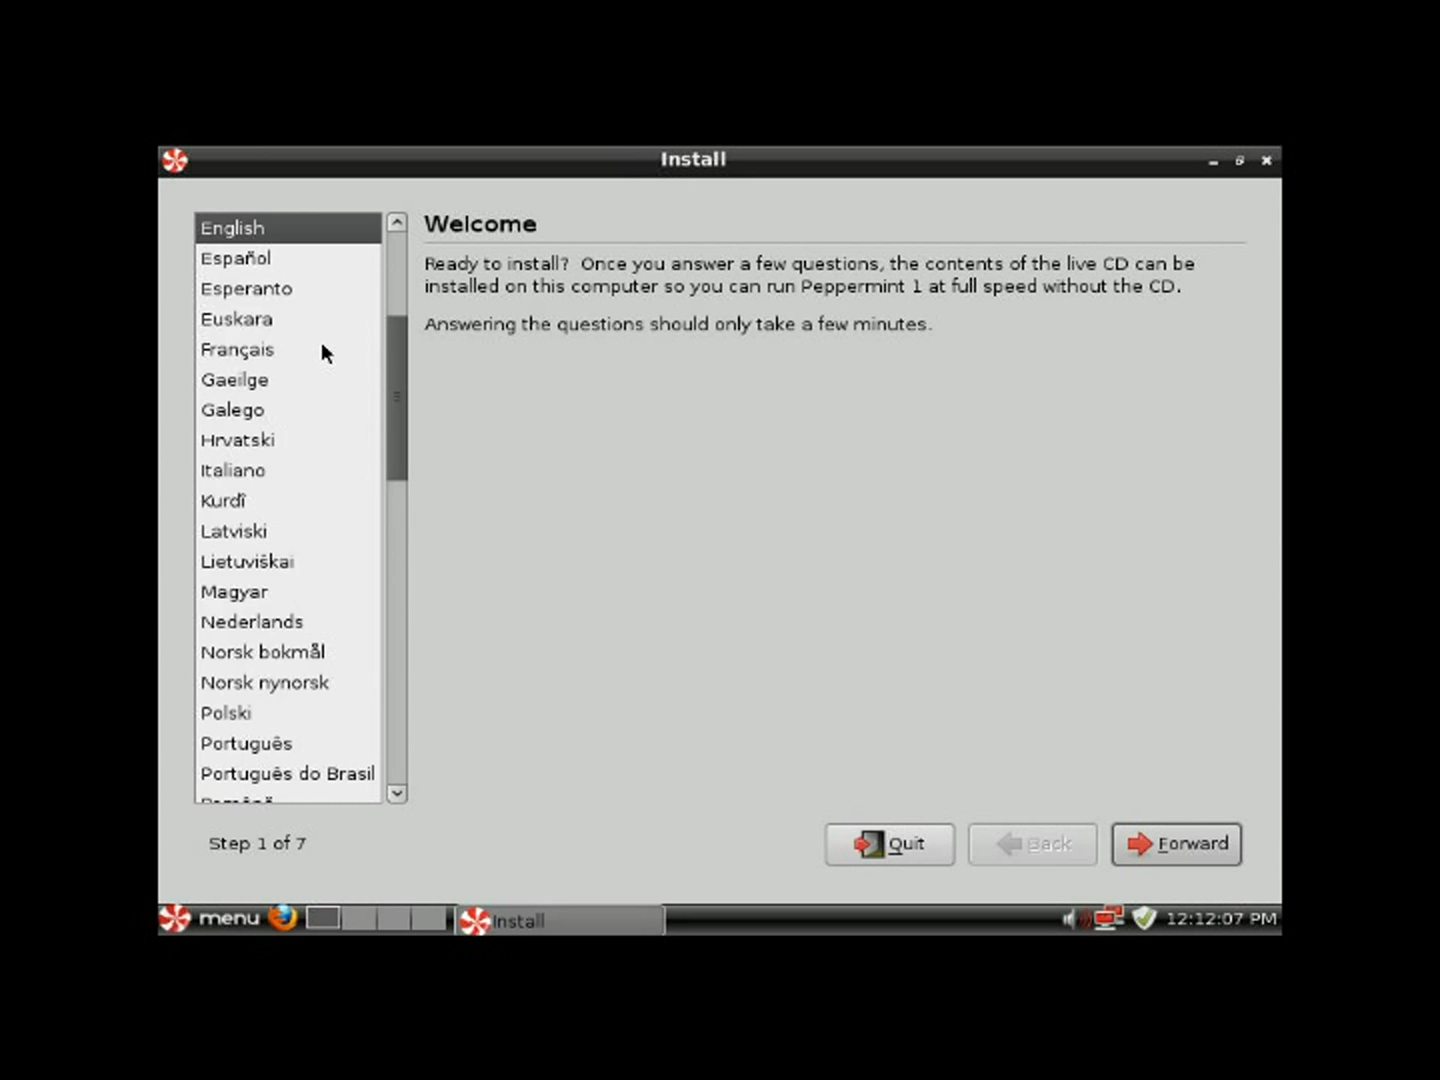 Install
English
Español
Esperanto
Euskara
Français
Gaeilge
Galego
Hrvatski
Italiano
Kurdî
Latviski
Lietuviškai
Magyar
Nederlands
Norsk bokmål
Norsk nynorsk
Polski
Português
Português do Brasil
Welcome
Ready to install? Once you answer a few questions, the contents of the live CD can be
installed on this computer so you can run Peppermint 1 at full speed without the CD.
Answering the questions should only take a few minutes.
Step 1 of 7
Quit
Back
Forward
menu
Install
12:12:07 PM